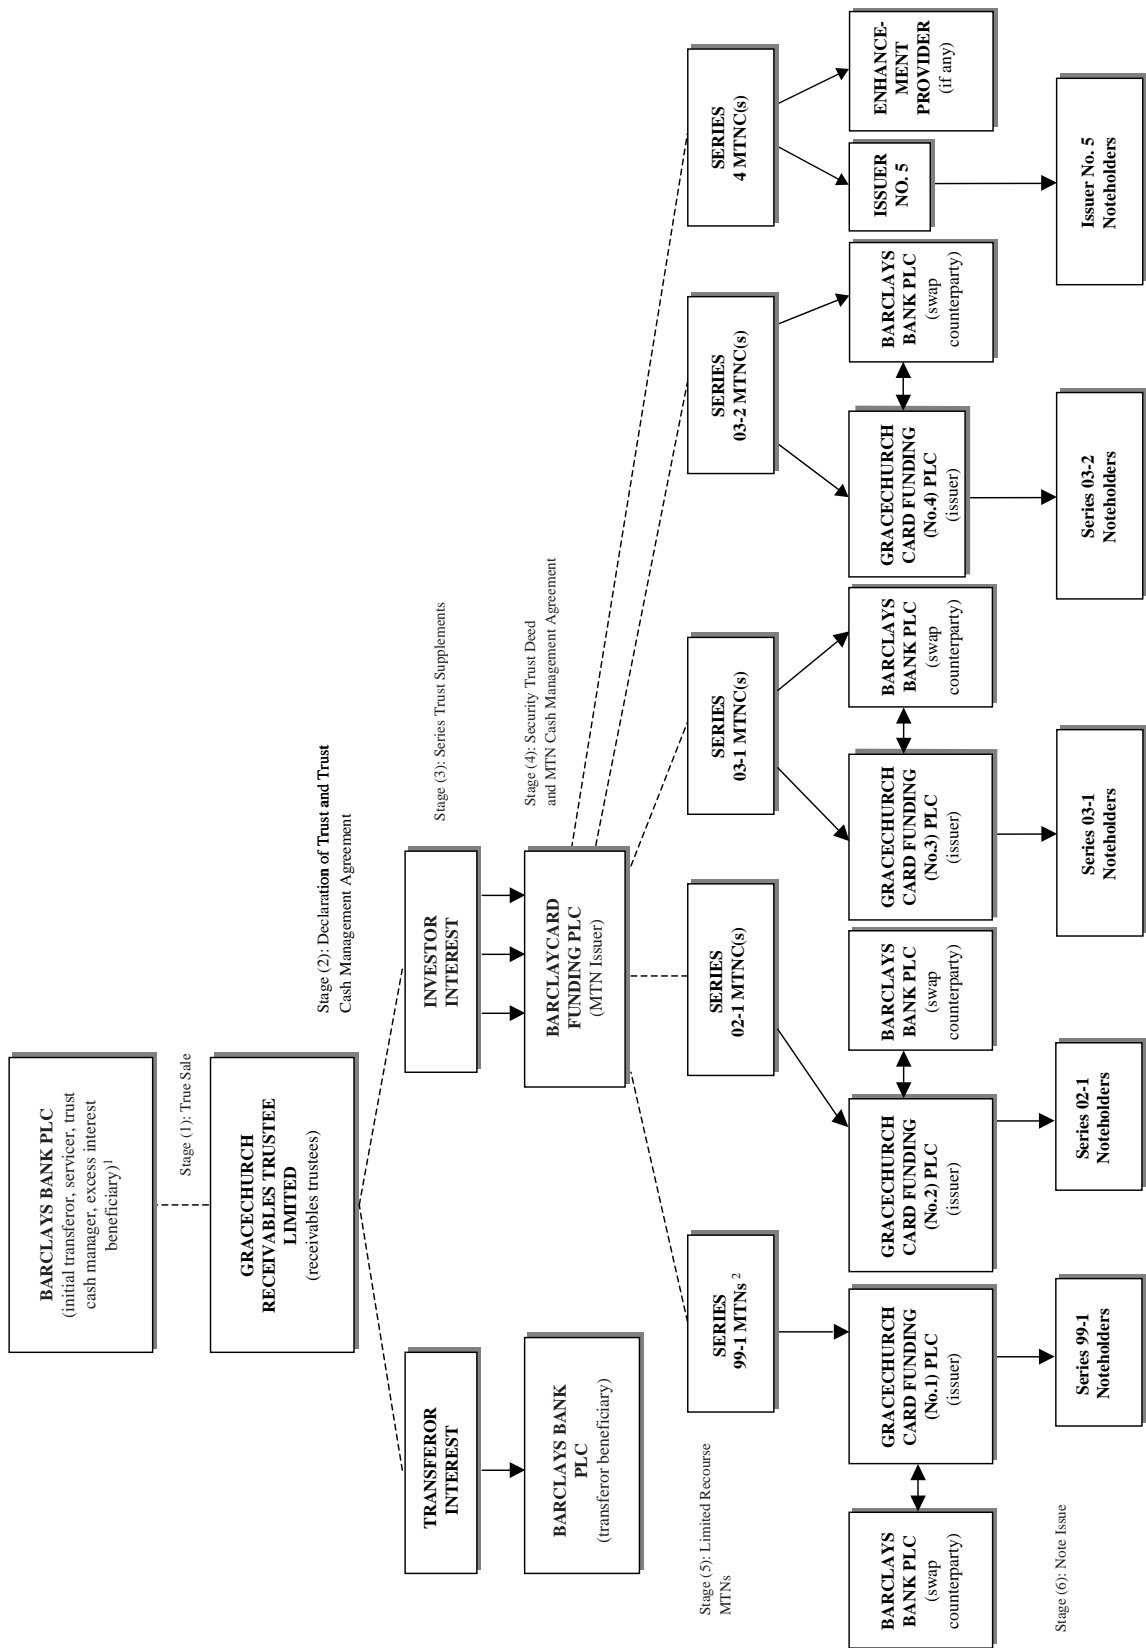 BARCLAYS BANK PLC
(initial transferor, servicer, trust
cash manager, excess interest
beneficiary)1
Stage (1): True Sale
GRACECHURCH
RECEIVABLES TRUSTEE
LIMITED
(receivables trustees)
Stage (2): Declaration of Trust and Trust
Cash Management Agreement
TRANSFEROR
INTEREST
INVESTOR
INTEREST
Stage (3): Series Trust Supplements
BARCLAYS BANK
PLC
(transferor beneficiary)
BARCLAYCARD
FUNDING PLC
(MTN Issuer)
Stage (4): Security Trust Deed
and MTN Cash Management Agreement
Stage (5): Limited Recourse
MTNs
SERIES
99-1 MTNs 2
SERIES
02-1 MTNC(s)
SERIES
03-1 MTNC(s)
SERIES
03-2 MTNC(s)
SERIES
4 MTNC(s)
BARCLAYS
BANK PLC
(swap
counterparty)
GRACECHURCH
CARD FUNDING
(No.1) PLC
(issuer)
GRACECHURCH
CARD FUNDING
(No.2) PLC
(issuer)
BARCLAYS
BANK PLC
(swap
counterparty)
GRACECHURCH
CARD FUNDING
(No.3) PLC
(issuer)
BARCLAYS
BANK PLC
(swap
counterparty)
GRACECHURCH
CARD FUNDING
(No.4) PLC
(issuer)
BARCLAYS
BANK PLC
(swap
counterparty)
ISSUER
NO. 5
ENHANCE-
MENT
PROVIDER
(if any)
Stage (6): Note Issue
Series 99-1
Noteholders
Series 02-1
Noteholders
Series 03-1
Noteholders
Series 03-2
Noteholders
Issuer No. 5
Noteholders